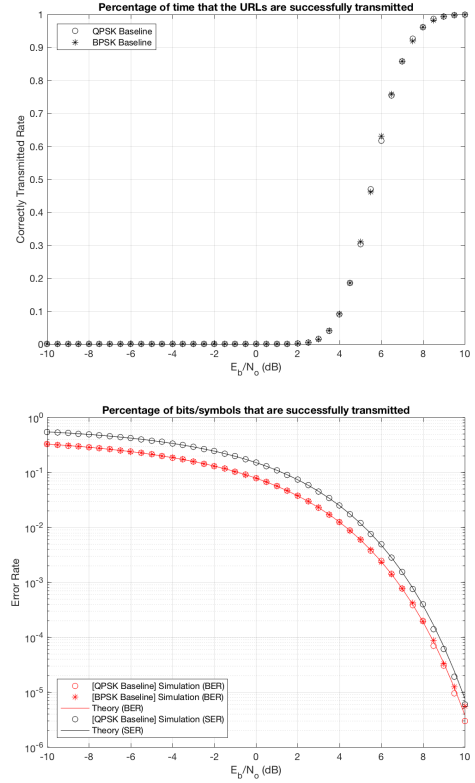 Percentage of time that the URLs are successfully transmitted
QPSK Baseline
BPSK Baseline
Correctly Transmitted Rate
1
0.9
0.8
0.7
0.6
0.5
0.4
0.3
0.2
0.1
0
-10 -8 -6 -4 -2 0 2 4 6 8 10
E_b/N_o (dB)
Percentage of bits/symbols that are successfully transmitted
Error Rate
10^0
10^-1
10^-2
10^-3
10^-4
10^-5
10^-6
[QPSK Baseline] Simulation (BER)
[BPSK Baseline] Simulation (BER)
Theory (BER)
[QPSK Baseline] Simulation (SER)
Theory (SER)
-10 -8 -6 -4 -2 0 2 4 6 8 10
E_b/N_o (dB)